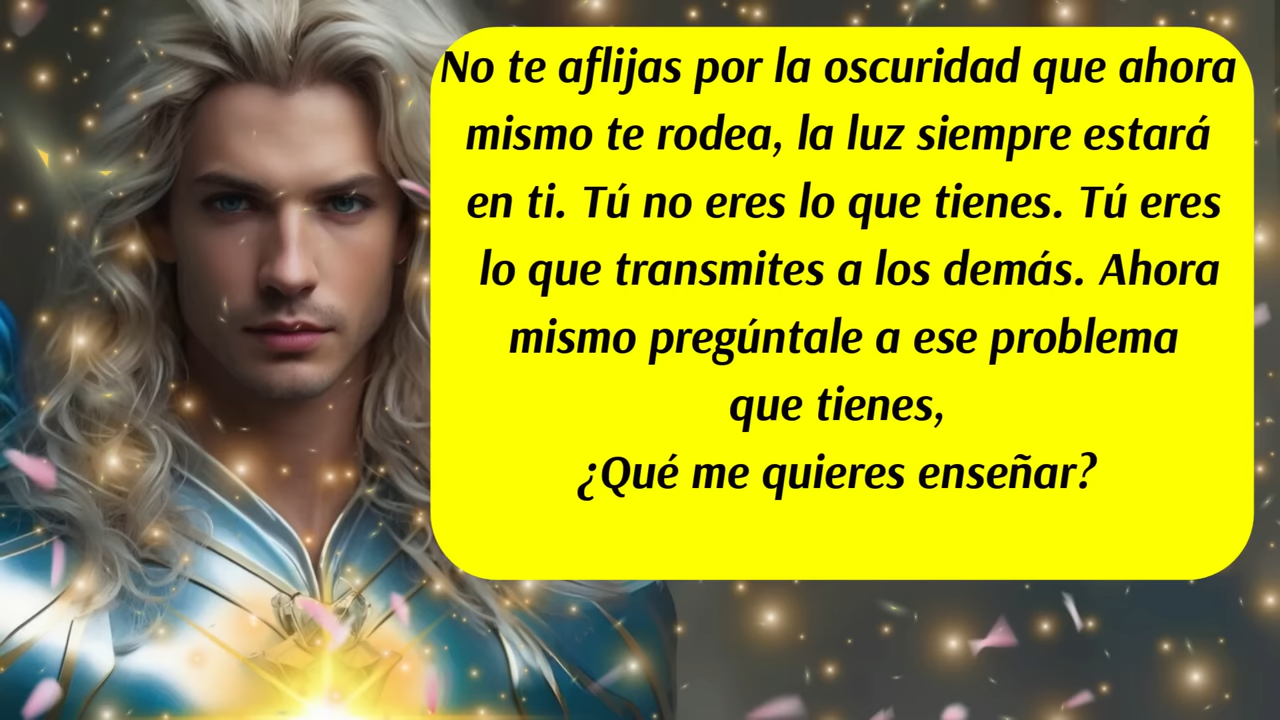 No te aflijas por la oscuridad que ahora
mismo te rodea, la luz siempre estará
en ti. Tú no eres lo que tienes. Tú eres
lo que transmites a los demás. Ahora
mismo pregúntale a ese problema
que tienes,
¿Qué me quieres enseñar?